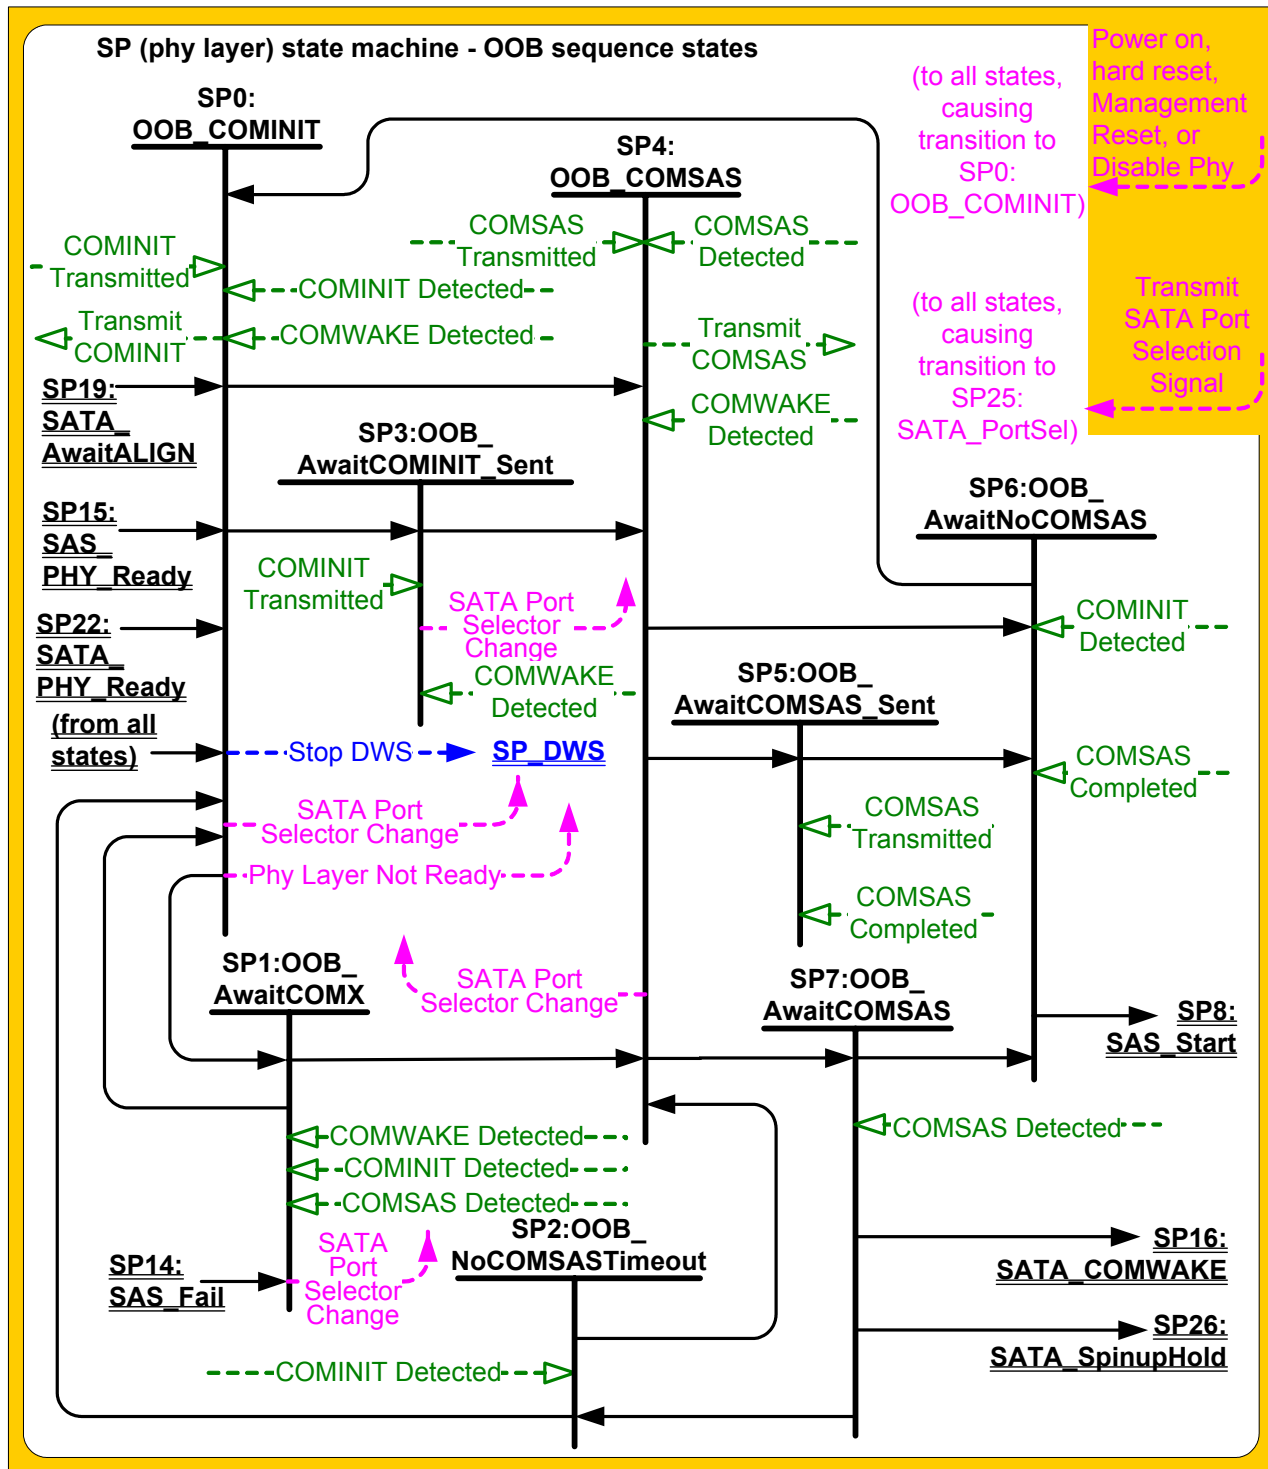 SP (phy layer) state machine - OOB sequence states
Power on,
hard reset,
Management
Reset, or
Disable Phy
(to all states,
causing
transition to
SP0:
OOB_COMINIT)
SP0:
OOB_COMINIT
SP4:
OOB_COMSAS
COMINIT
Transmitted
COMSAS
Transmitted
COMSAS
Detected
COMINIT Detected
Transmit
COMINIT
COMWAKE Detected
Transmit
COMSAS
(to all states,
causing
transition to
SP25:
SATA_PortSel)
Transmit
SATA Port
Selection
Signal
SP19:
SATA_
AwaitALIGN
COMWAKE
Detected
SP3:OOB_
AwaitCOMINIT_Sent
SP6:OOB_
AwaitNoCOMSAS
SP15:
SAS_
PHY_Ready
COMINIT
Transmitted
SATA Port
Selector
Change
COMINIT
Detected
SP22:
SATA_
PHY_Ready
COMWAKE
Detected
SP5:OOB_
AwaitCOMSAS_Sent
(from all
states)
Stop DWS
SP_DWS
COMSAS
Completed
SATA Port
Selector Change
COMSAS
Transmitted
Phy Layer Not Ready
COMSAS
Completed
SP1:OOB_
AwaitCOMX
SATA Port
Selector Change
SP7:OOB_
AwaitCOMSAS
SP8:
SAS_Start
COMWAKE Detected
COMSAS Detected
COMINIT Detected
COMSAS Detected
SP2:OOB_
NoCOMSASTimeout
SP14:
SAS_Fail
SATA
Port
Selector
Change
SP16:
SATA_COMWAKE
SP26:
SATA_SpinupHold
COMINIT Detected